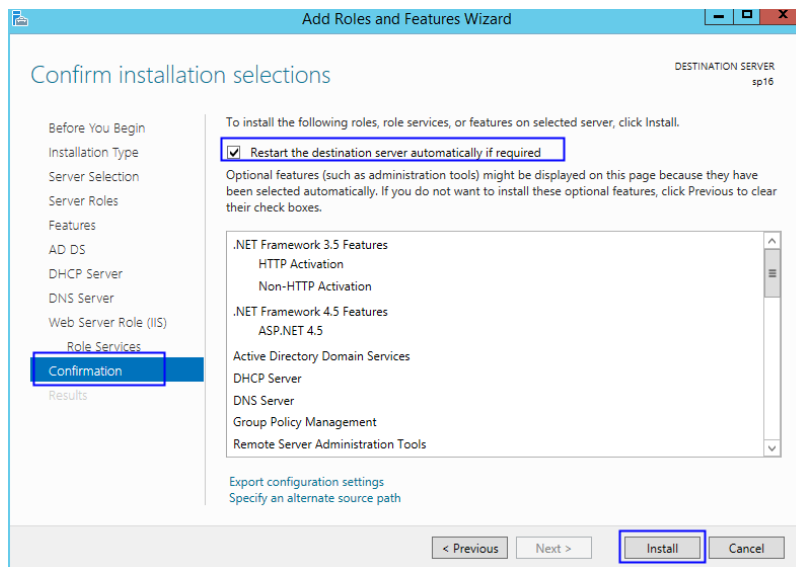 Add Roles and Features Wizard
x
Confirm installation selections
DESTINATION SERVER
sp16
Before You Begin
Installation Type
Server Selection
Server Roles
Features
AD DS
DHCP Server
DNS Server
Web Server Role (IIS)
Role Services
Confirmation
Results
To install the following roles, role services, or features on selected server, click Install.
Restart the destination server automatically if required
Optional features (such as administration tools) might be displayed on this page because they have
been selected automatically. If you do not want to install these optional features, click Previous to clear
their check boxes.
.NET Framework 3.5 Features
HTTP Activation
Non-HTTP Activation
.NET Framework 4.5 Features
ASP.NET 4.5
Active Directory Domain Services
DHCP Server
DNS Server
Group Policy Management
Remote Server Administration Tools
Export configuration settings
Specify an alternate source path
< Previous
Next >
Install
Cancel